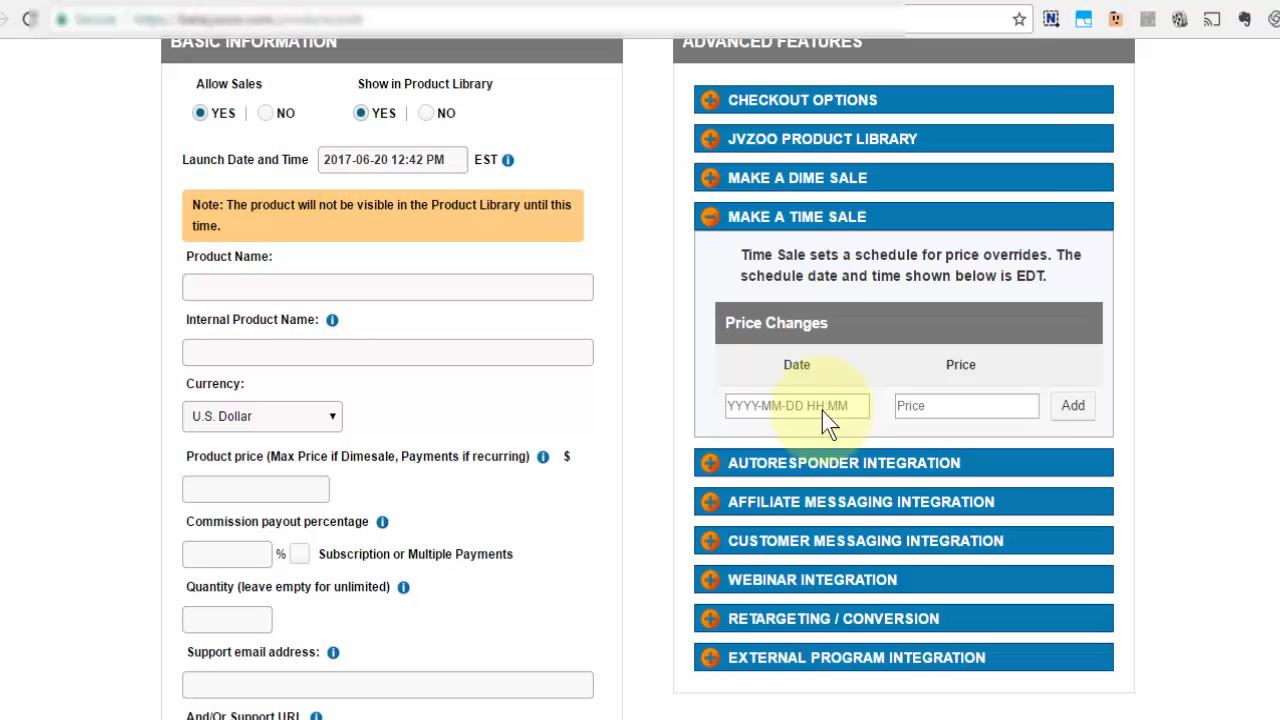 BASIC INFORMATION
Allow Sales
Show in Product Library
YES | NO
YES | NO
Launch Date and Time 2017-06-20 12:42 PM EST
Note: The product will not be visible in the Product Library until this
time.
Product Name:
Internal Product Name:
Currency:
U.S. Dollar
Product price (Max Price if Dimesale, Payments if recurring) $
Commission payout percentage
% Subscription or Multiple Payments
Quantity (leave empty for unlimited)
Support email address:
And/Or Support URL
ADVANCED FEATURES
CHECKOUT OPTIONS
JVZOO PRODUCT LIBRARY
MAKE A DIME SALE
MAKE A TIME SALE
Time Sale sets a schedule for price overrides. The
schedule date and time shown below is EDT.
Price Changes
Date Price
YYYY-MM-DD HH:MM Price Add
AUTORESPONDER INTEGRATION
AFFILIATE MESSAGING INTEGRATION
CUSTOMER MESSAGING INTEGRATION
WEBINAR INTEGRATION
RETARGETING / CONVERSION
EXTERNAL PROGRAM INTEGRATION